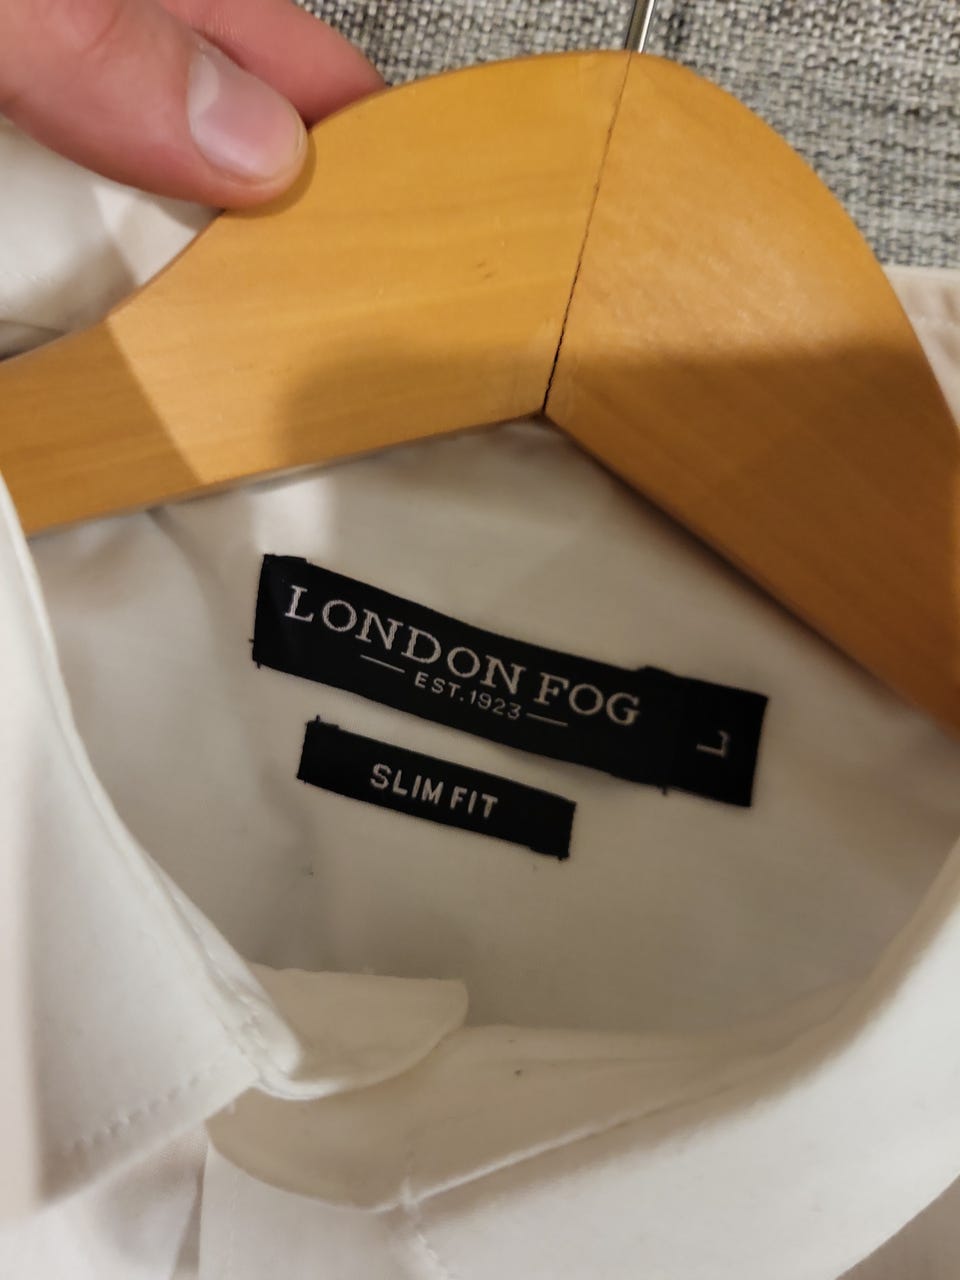 LONDON FOG
EST.1923
L
SLIM FIT